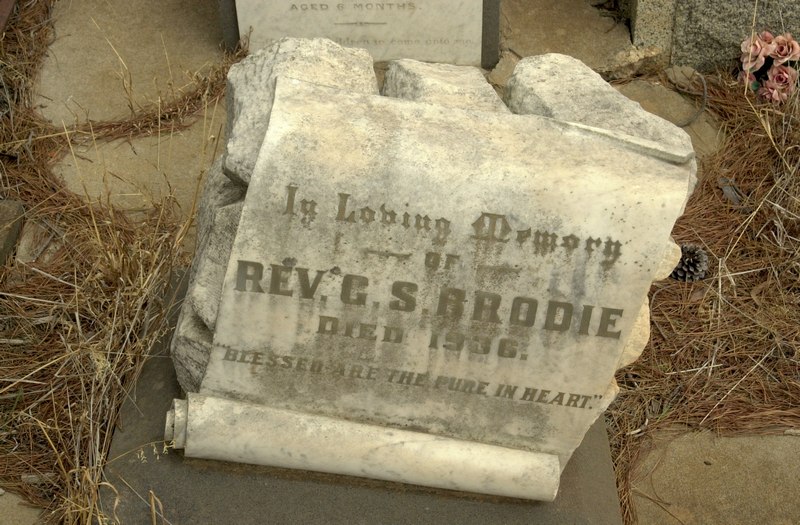 AGED 6 MONTHS.
In Loving Memory
OF
REV. G. S. BRODIE
DIED 1936.
"BLESSED ARE THE PURE IN HEART."